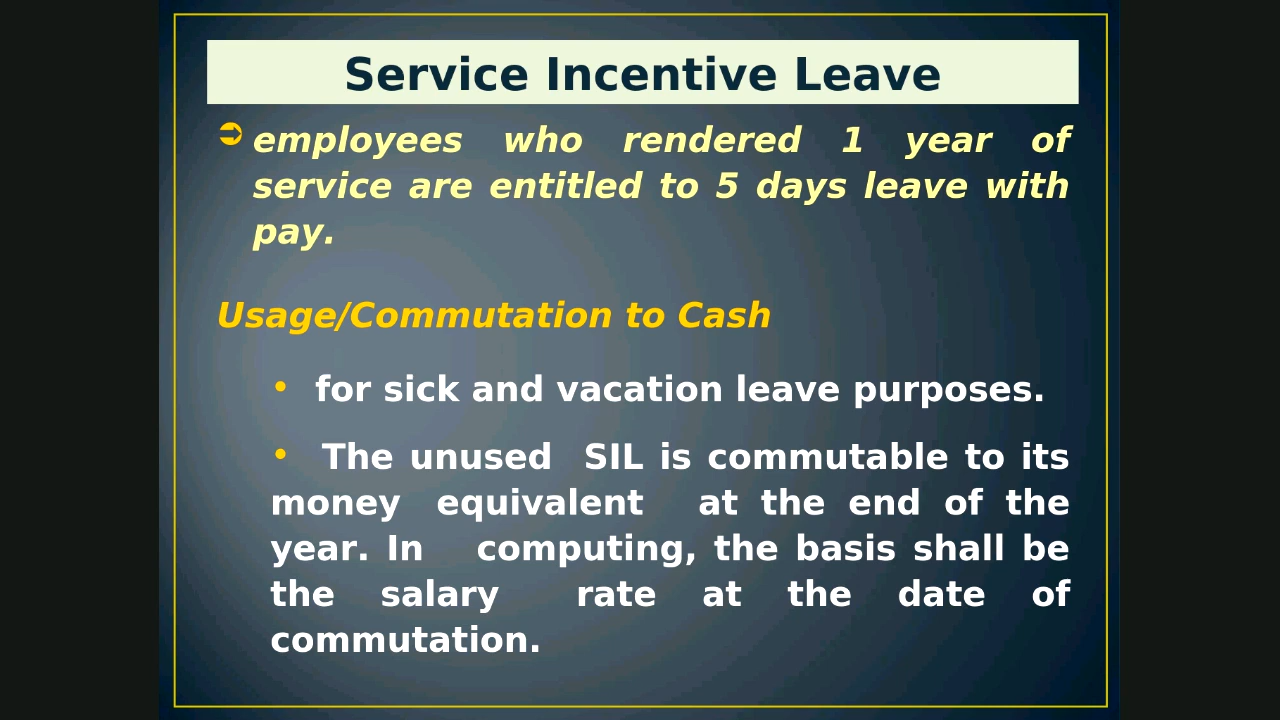 Service Incentive Leave
➲ employees who rendered 1 year of
service are entitled to 5 days leave with
pay.
Usage/Commutation to Cash
• for sick and vacation leave purposes.
• The unused SIL is commutable to its
money equivalent at the end of the
year. In computing, the basis shall be
the salary rate at the date of
commutation.